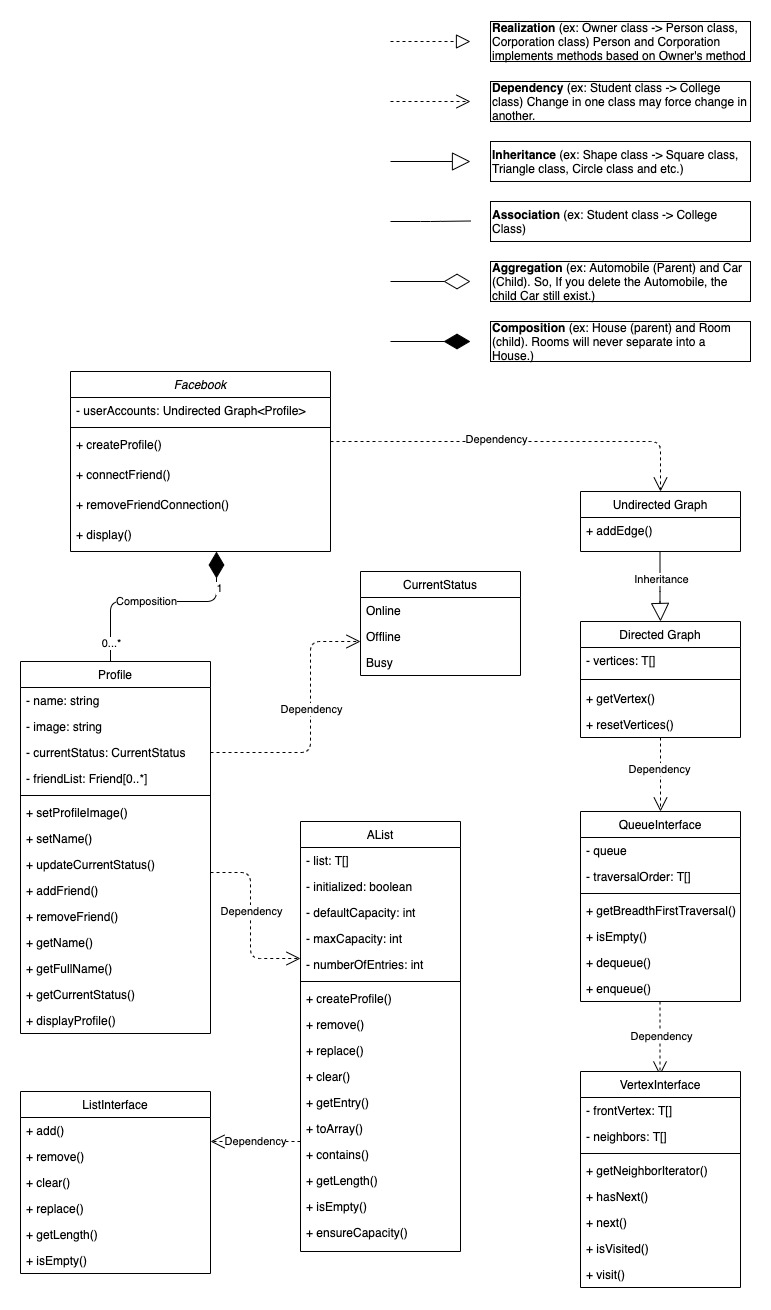 Realization (ex: Owner class -> Person class,
Corporation class) Person and Corporation
implements methods based on Owner's method
Dependency (ex: Student class -> College
class) Change in one class may force change in
another.
Inheritance (ex: Shape class -> Square class,
Triangle class, Circle class and etc.)
Association (ex: Student class -> College
Class)
Aggregation (ex: Automobile (Parent) and Car
(Child). So, If you delete the Automobile, the
child Car still exist.)
Composition (ex: House (parent) and Room
(child). Rooms will never separate into a
House.)
Facebook
- userAccounts: Undirected Graph<Profile>
+ createProfile()
+ connectFriend()
+ removeFriendConnection()
+ display()
Dependency
Undirected Graph
+ addEdge()
Inheritance
Directed Graph
- vertices: T[]
+ getVertex()
+ resetVertices()
Dependency
QueueInterface
- queue
- traversalOrder: T[]
+ getBreadthFirstTraversal()
+ isEmpty()
+ dequeue()
+ enqueue()
Dependency
VertexInterface
- frontVertex: T[]
- neighbors: T[]
+ getNeighborIterator()
+ hasNext()
+ next()
+ isVisited()
+ visit()
1
Composition
0...*
CurrentStatus
Online
Offline
Busy
Dependency
Profile
- name: string
- image: string
- currentStatus: CurrentStatus
- friendList: Friend[0..*]
+ setProfileImage()
+ setName()
+ updateCurrentStatus()
+ addFriend()
+ removeFriend()
+ getName()
+ getFullName()
+ getCurrentStatus()
+ displayProfile()
Dependency
AList
- list: T[]
- initialized: boolean
- defaultCapacity: int
- maxCapacity: int
- numberOfEntries: int
+ createProfile()
+ remove()
+ replace()
+ clear()
+ getEntry()
+ toArray()
+ contains()
+ getLength()
+ isEmpty()
+ ensureCapacity()
Dependency
ListInterface
+ add()
+ remove()
+ clear()
+ replace()
+ getLength()
+ isEmpty()